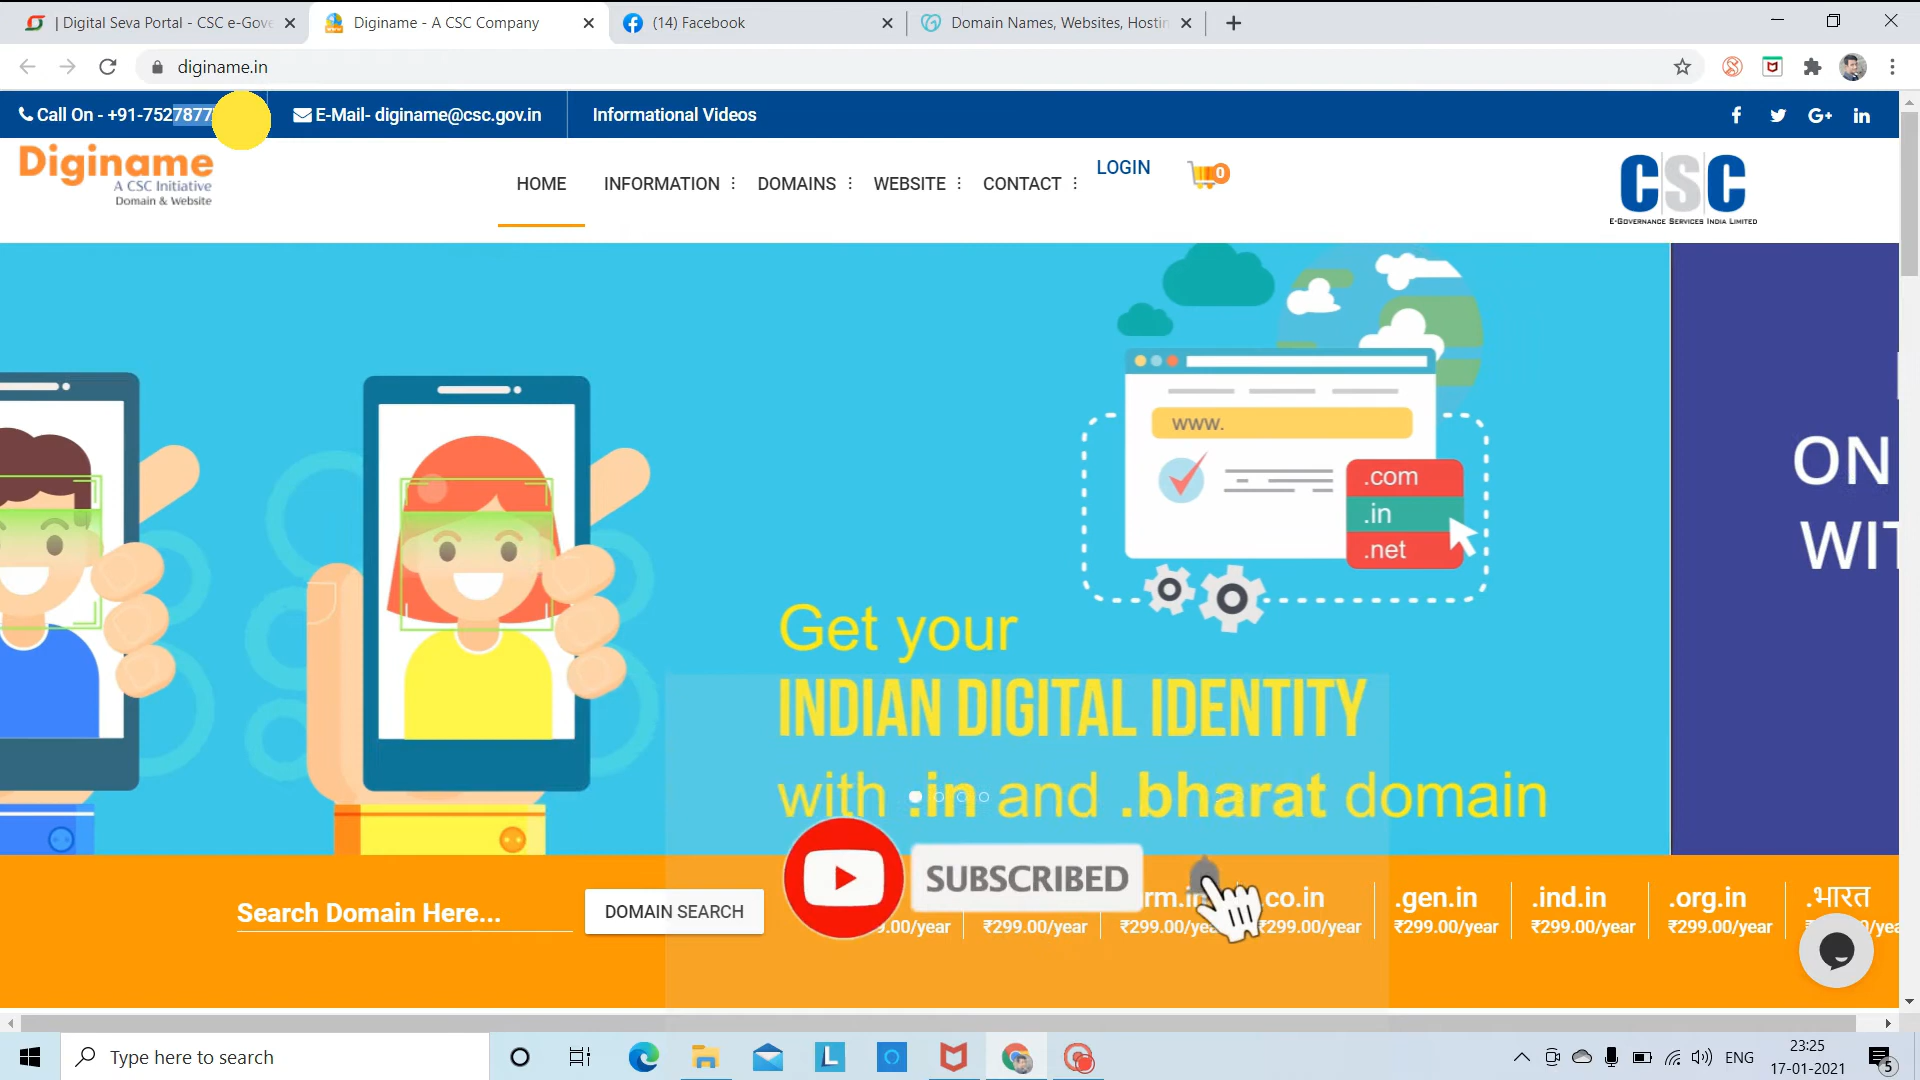 | Digital Seva Portal - CSC e-Gove
Diginame - A CSC Company
(14) Facebook
Domain Names, Websites, Hostin
diginame.in
Call On - +91-7527877
E-Mail- diginame@csc.gov.in
Informational Videos
Diginame
A CSC Initiative
Domain & Website
HOME
INFORMATION
DOMAINS
WEBSITE
CONTACT
LOGIN
0
CSC
E-Governance Services India Limited
www.
.com
.in
.net
ON
WIT
Get your
INDIAN DIGITAL IDENTITY
with .in and .bharat domain
Search Domain Here...
DOMAIN SEARCH
SUBSCRIBED
.co.in
.gen.in
.ind.in
.org.in
.भारत
.00/year
₹299.00/year
₹299.00/year
₹299.00/year
₹299.00/year
₹299.00/year
Type here to search
ENG
23:25
17-01-2021
5